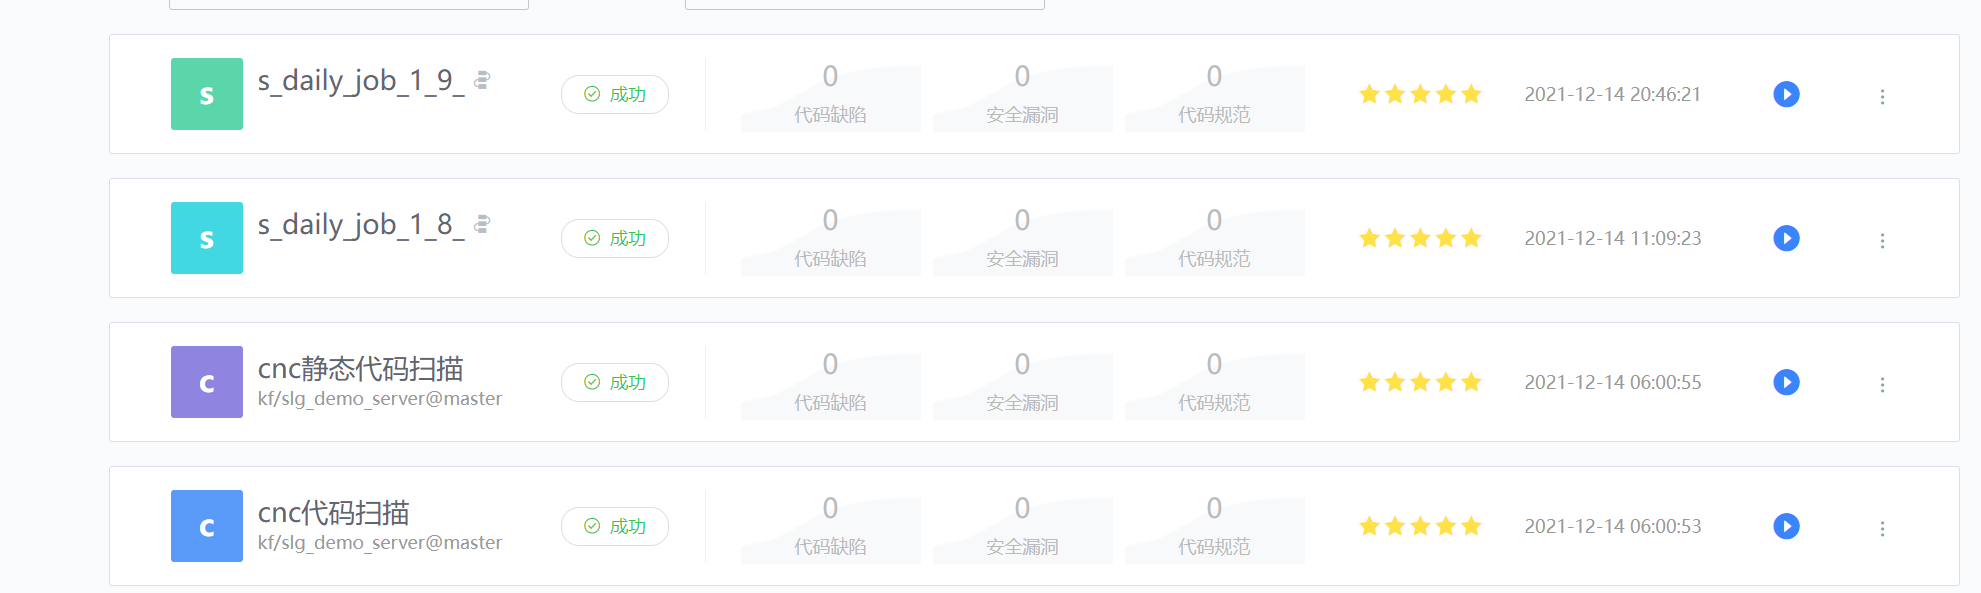 s s_daily_job_1_9_ 成功 0 0 0 2021-12-14 20:46:21
代码缺陷 安全漏洞 代码规范
s s_daily_job_1_8_ 成功 0 0 0 2021-12-14 11:09:23
代码缺陷 安全漏洞 代码规范
c cnc静态代码扫描 成功 0 0 0 2021-12-14 06:00:55
kf/slg_demo_server@master 代码缺陷 安全漏洞 代码规范
c cnc代码扫描 成功 0 0 0 2021-12-14 06:00:53
kf/slg_demo_server@master 代码缺陷 安全漏洞 代码规范